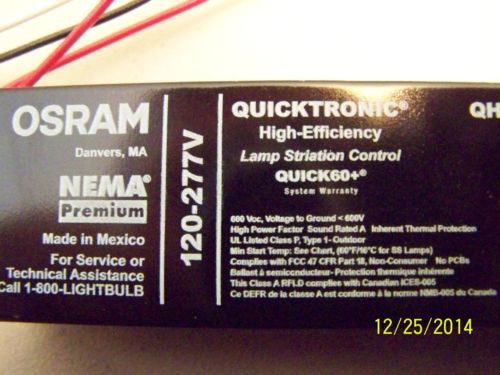 OSRAM
Danvers, MA
NEMA®
Premium
Made in Mexico
For Service or
Technical Assistance
Call 1-800-LIGHTBULB
120-277V
QUICKTRONIC®
High-Efficiency
Lamp Striation Control
QUICK60+®
System Warranty
QH
600 Voc, Voltage to Ground < 600V
High Power Factor Sound Rated A Inherent Thermal Protection
UL Listed Class P, Type 1-Outdoor
Min Start Temp: See Chart, (60°F/16°C for SS Lamps)
Complies with FCC 47 CFR Part 18, Non-Consumer No PCBs
Ballast à semiconducteur- Protection thermique inhérente
This Class A RFLD complies with Canadian ICES-005
Ce DEFR de la classe A est conforme à la norme NMB-005 du Canada
12/25/2014